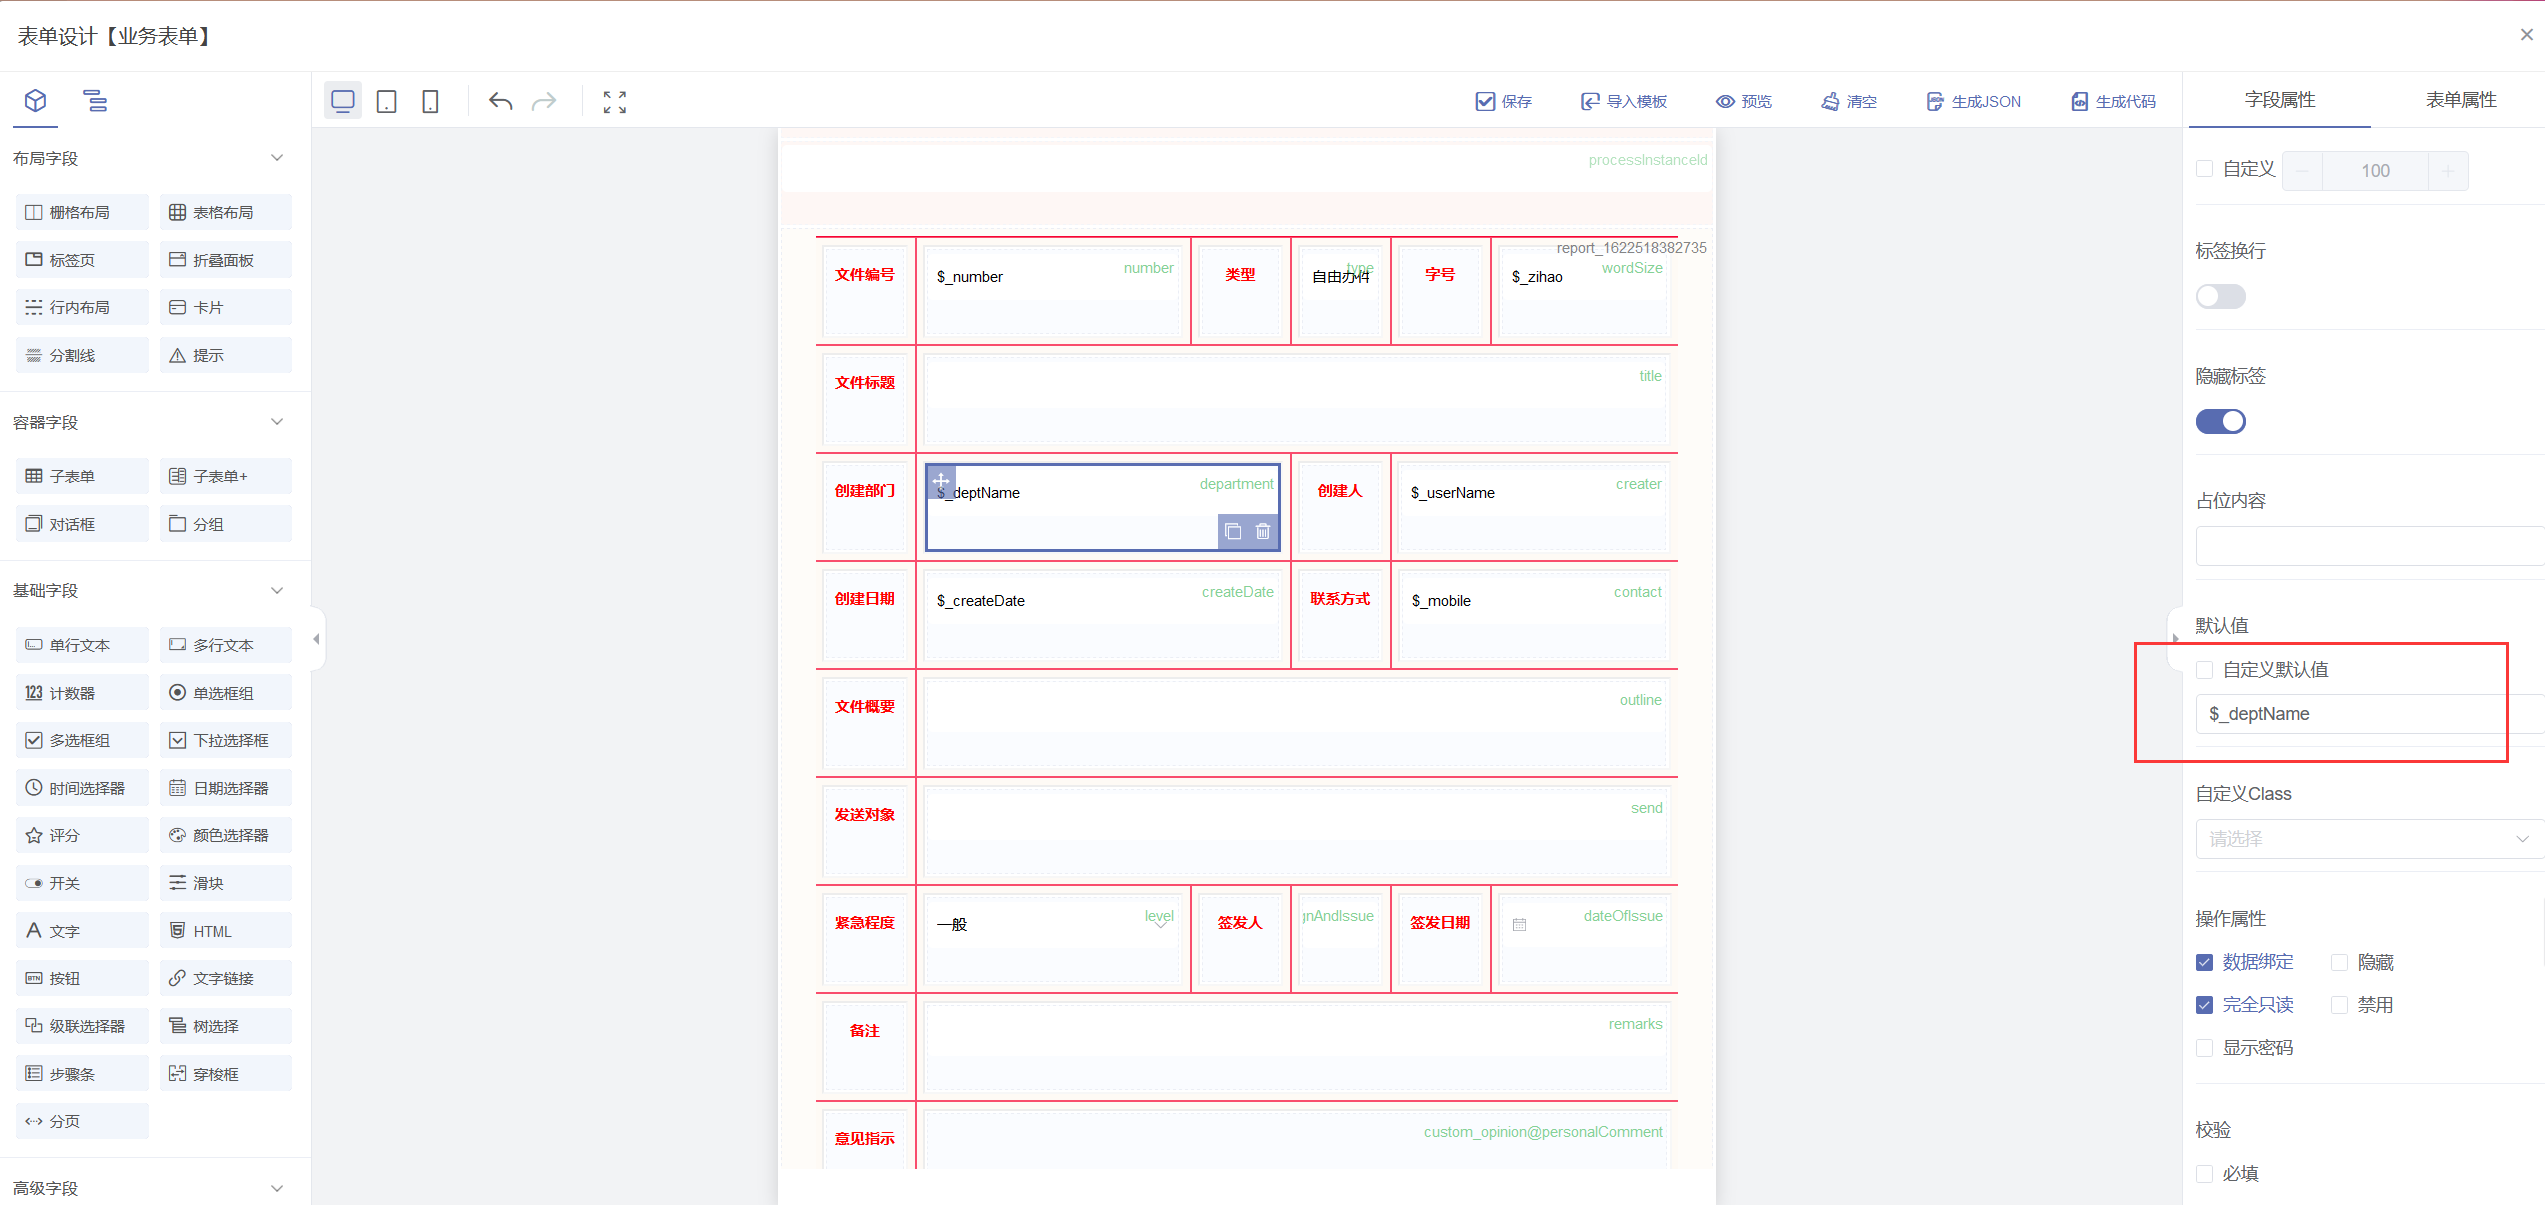 表单设计【业务表单】
保存
导入模板
预览
清空
生成JSON
生成代码
字段属性
表单属性
布局字段
栅格布局
表格布局
标签页
折叠面板
行内布局
卡片
分割线
提示
容器字段
子表单
子表单+
对话框
分组
基础字段
单行文本
多行文本
计数器
单选框组
多选框组
下拉选择框
时间选择器
日期选择器
评分
颜色选择器
开关
滑块
文字
HTML
按钮
文字链接
级联选择器
树选择
步骤条
穿梭框
分页
高级字段
processInstanceId
report_1622518382735
文件编号
$_number
number
类型
自由办件
type
字号
$_zihao
wordSize
文件标题
title
创建部门
$_deptName
department
创建人
$_userName
creater
创建日期
$_createDate
createDate
联系方式
$_mobile
contact
文件概要
outline
发送对象
send
紧急程度
一般
level
签发人
gnAndIssue
签发日期
dateOfIssue
备注
remarks
意见指示
custom_opinion@personalComment
自定义
100
标签换行
隐藏标签
占位内容
默认值
自定义默认值
$_deptName
自定义Class
请选择
操作属性
数据绑定
隐藏
完全只读
禁用
显示密码
校验
必填